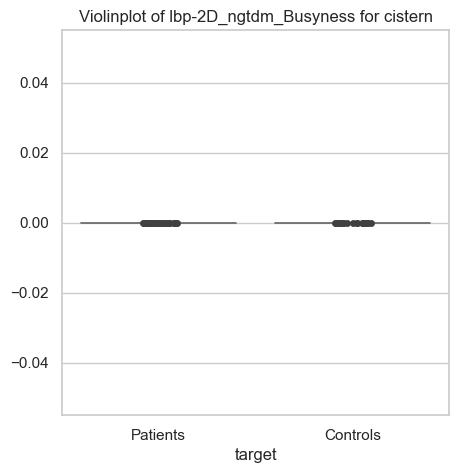 Violinplot of lbp-2D_ngtdm_Busyness for cistern
0.04
0.02
0.00
−0.02
−0.04
Patients
Controls
target